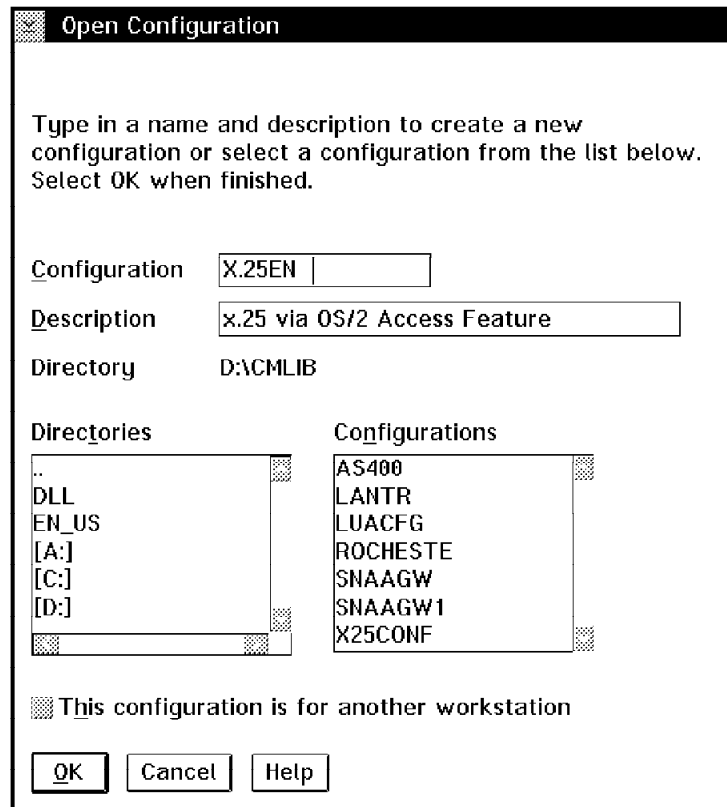 Open Configuration
Type in a name and description to create a new
configuration or select a configuration from the list below.
Select OK when finished.
Configuration X.25EN
Description x.25 via OS/2 Access Feature
Directory D:\CMLIB
Directories
..
DLL
EN_US
[A:]
[C:]
[D:]
Configurations
AS400
LANTR
LUACFG
ROCHESTE
SNAAGW
SNAAGW1
X25CONF
This configuration is for another workstation
OK Cancel Help